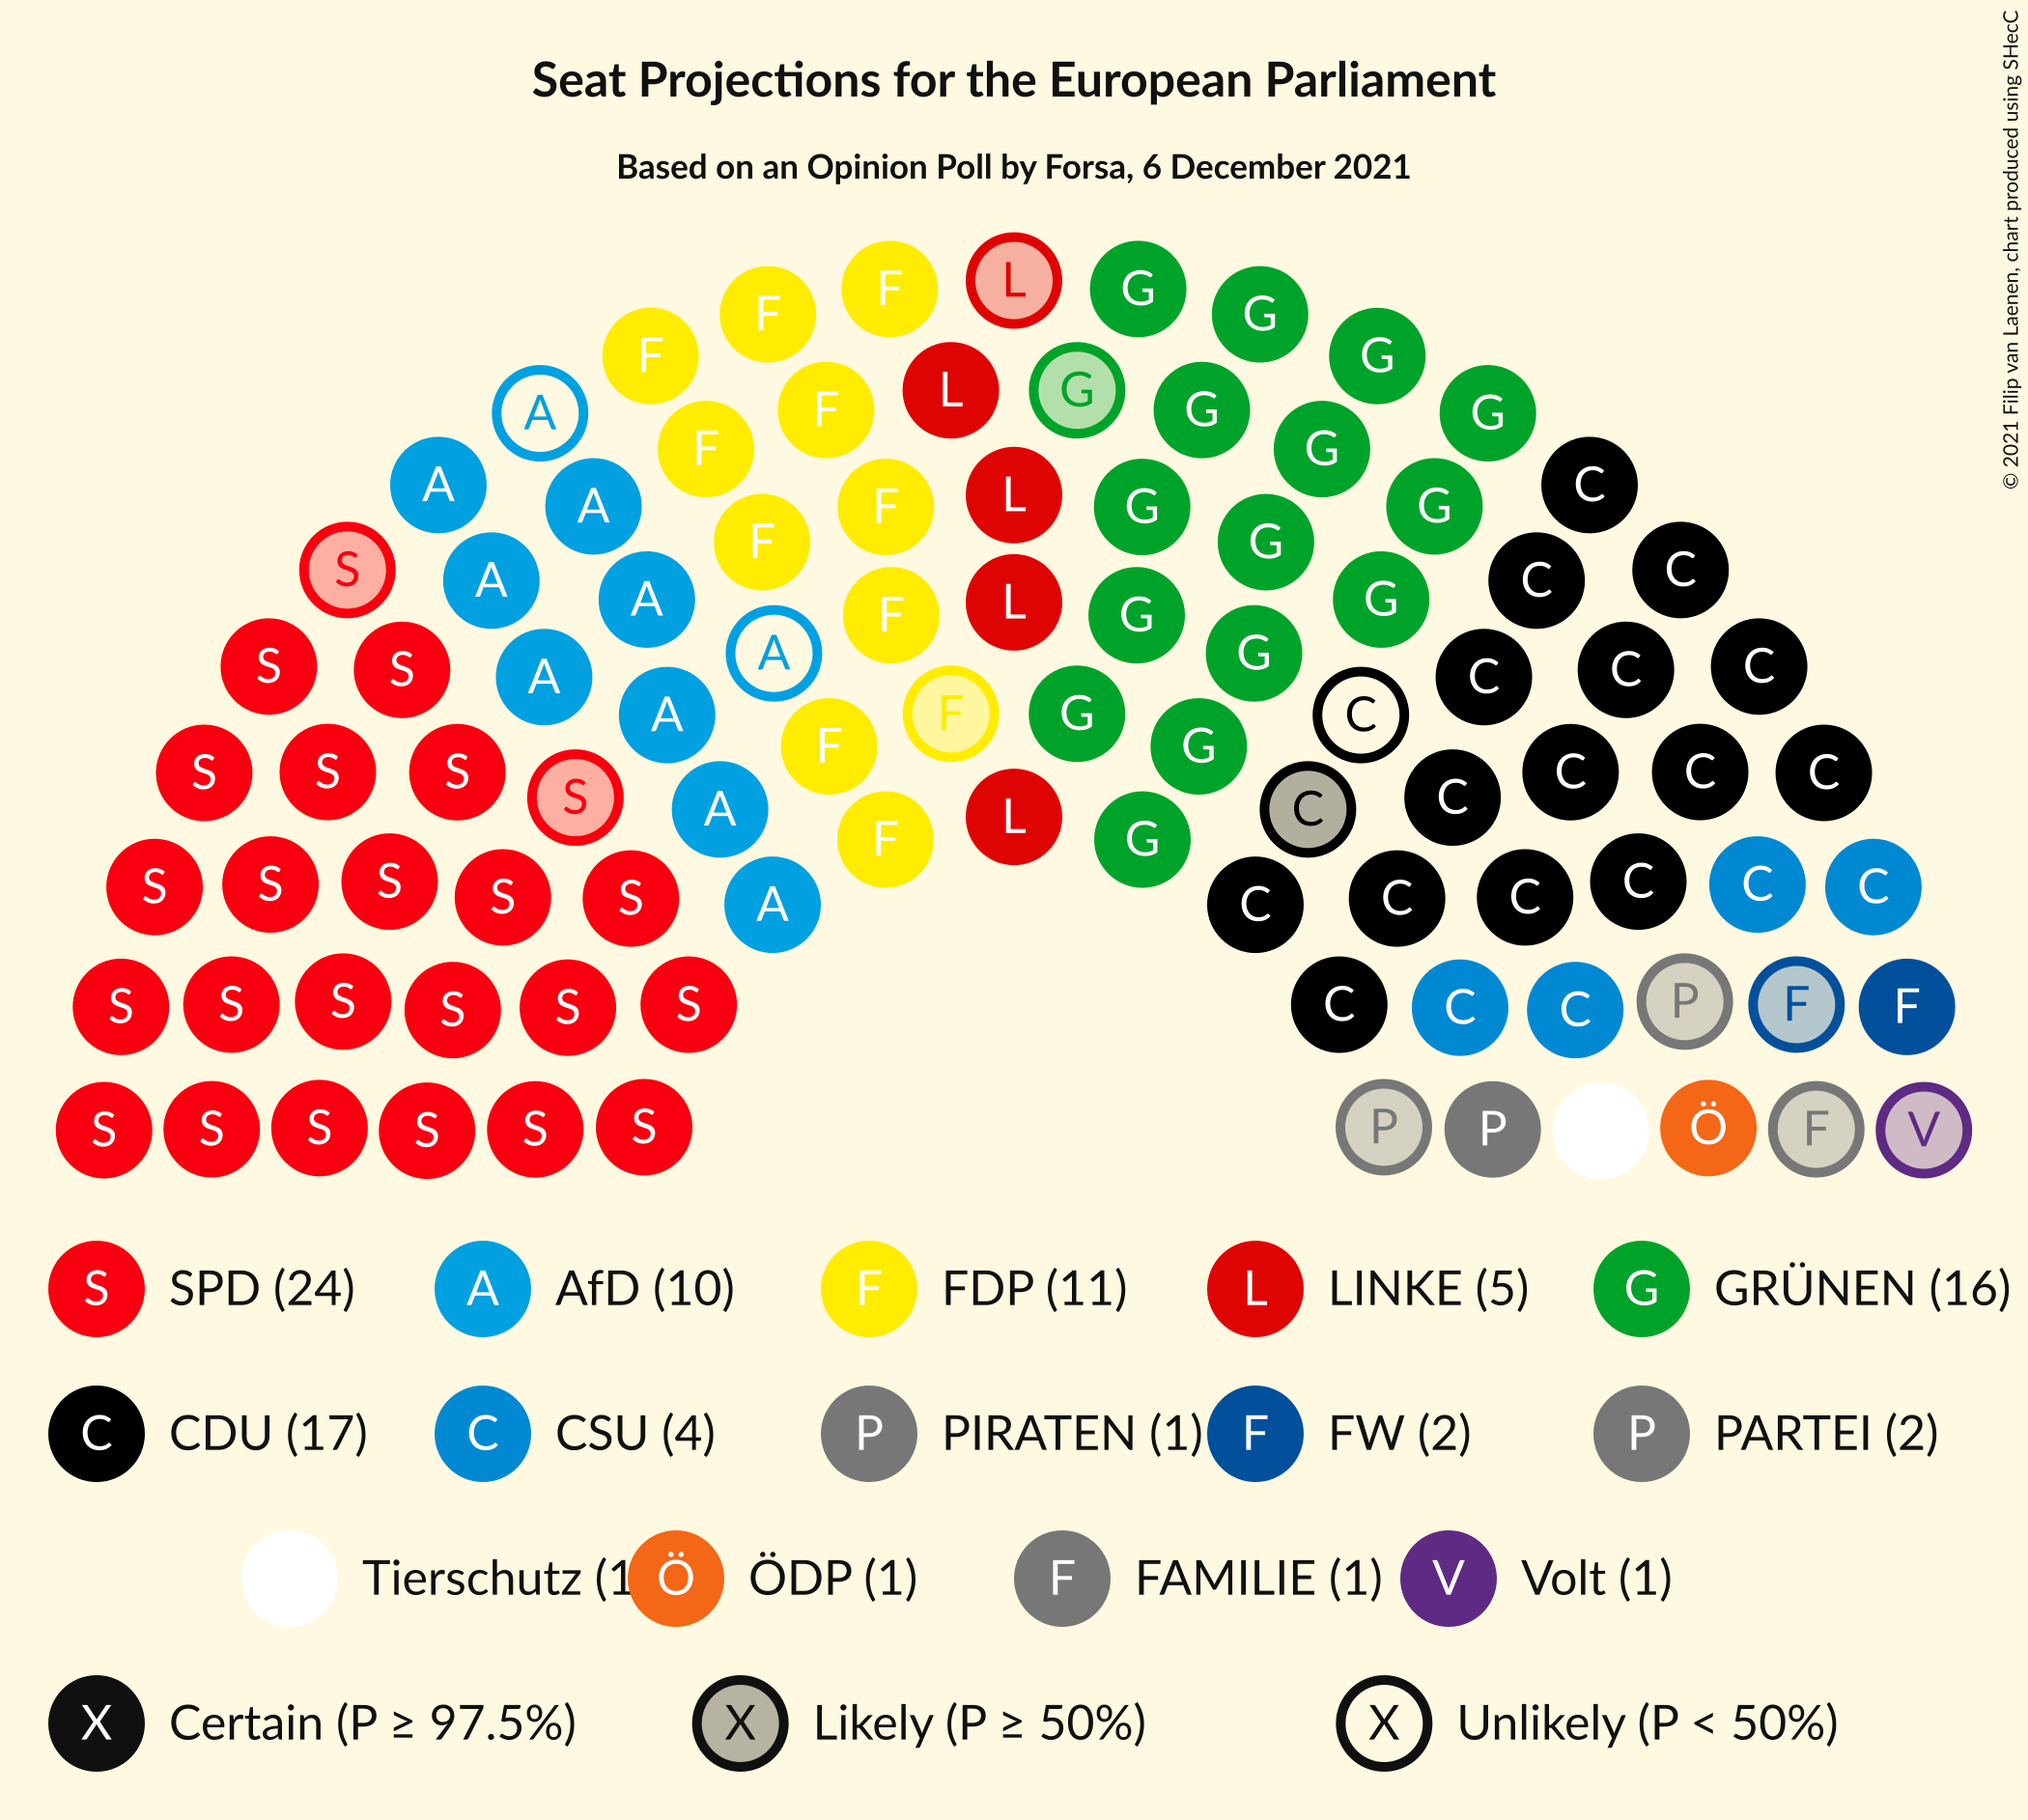 Seat Projections for the European Parliament
Based on an Opinion Poll by Forsa, 6 December 2021
© 2021 Filip van Laenen, chart produced using SHecC
L
F G
F G
F L G G
A F G
F G
A A F L G C
A F G
A A F L G C C
S A G
S S A A F G C C C
A F G C
S S S S F G C C C C
A F L G C
S S S S S A C C C C C C
S S S S S S C C C P F F
S S S S S S P P Ö F V
S SPD (24) A AfD (10) F FDP (11) L LINKE (5) G GRÜNEN (16)
C CDU (17) C CSU (4) P PIRATEN (1) F FW (2) P PARTEI (2)
Tierschutz (1 Ö ÖDP (1) F FAMILIE (1) V Volt (1)
X Certain (P ≥ 97.5%) X Likely (P ≥ 50%) X Unlikely (P < 50%)